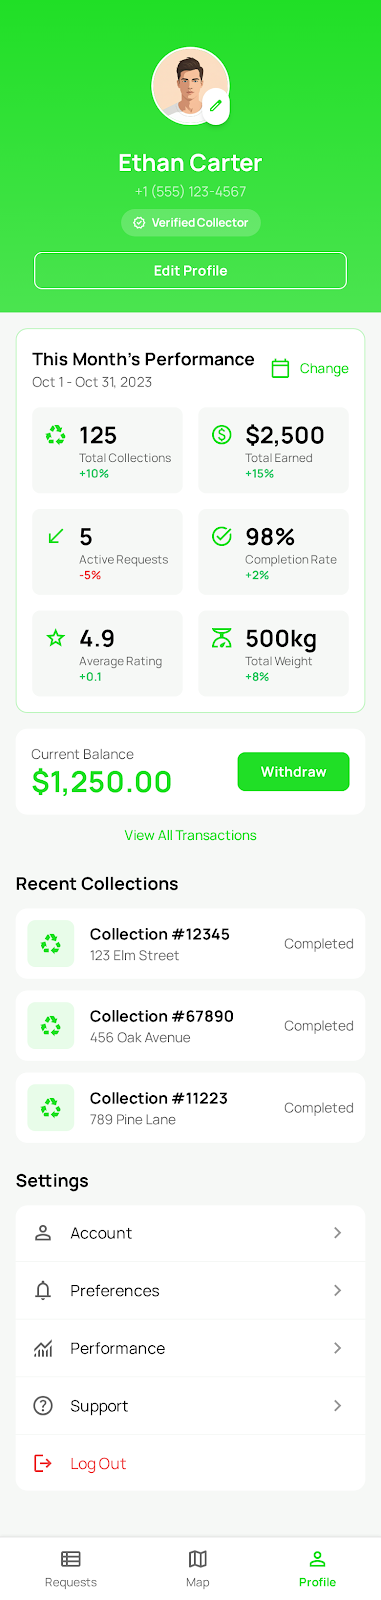 Ethan Carter
+1 (555) 123-4567
Verified Collector
Edit Profile
This Month's Performance
Oct 1 - Oct 31, 2023
Change
125
Total Collections
+10%
$2,500
Total Earned
+15%
5
Active Requests
-5%
98%
Completion Rate
+2%
4.9
Average Rating
+0.1
500kg
Total Weight
+8%
Current Balance
$1,250.00
Withdraw
View All Transactions
Recent Collections
Collection #12345
123 Elm Street
Completed
Collection #67890
456 Oak Avenue
Completed
Collection #11223
789 Pine Lane
Completed
Settings
Account
Preferences
Performance
Support
Log Out
Requests
Map
Profile